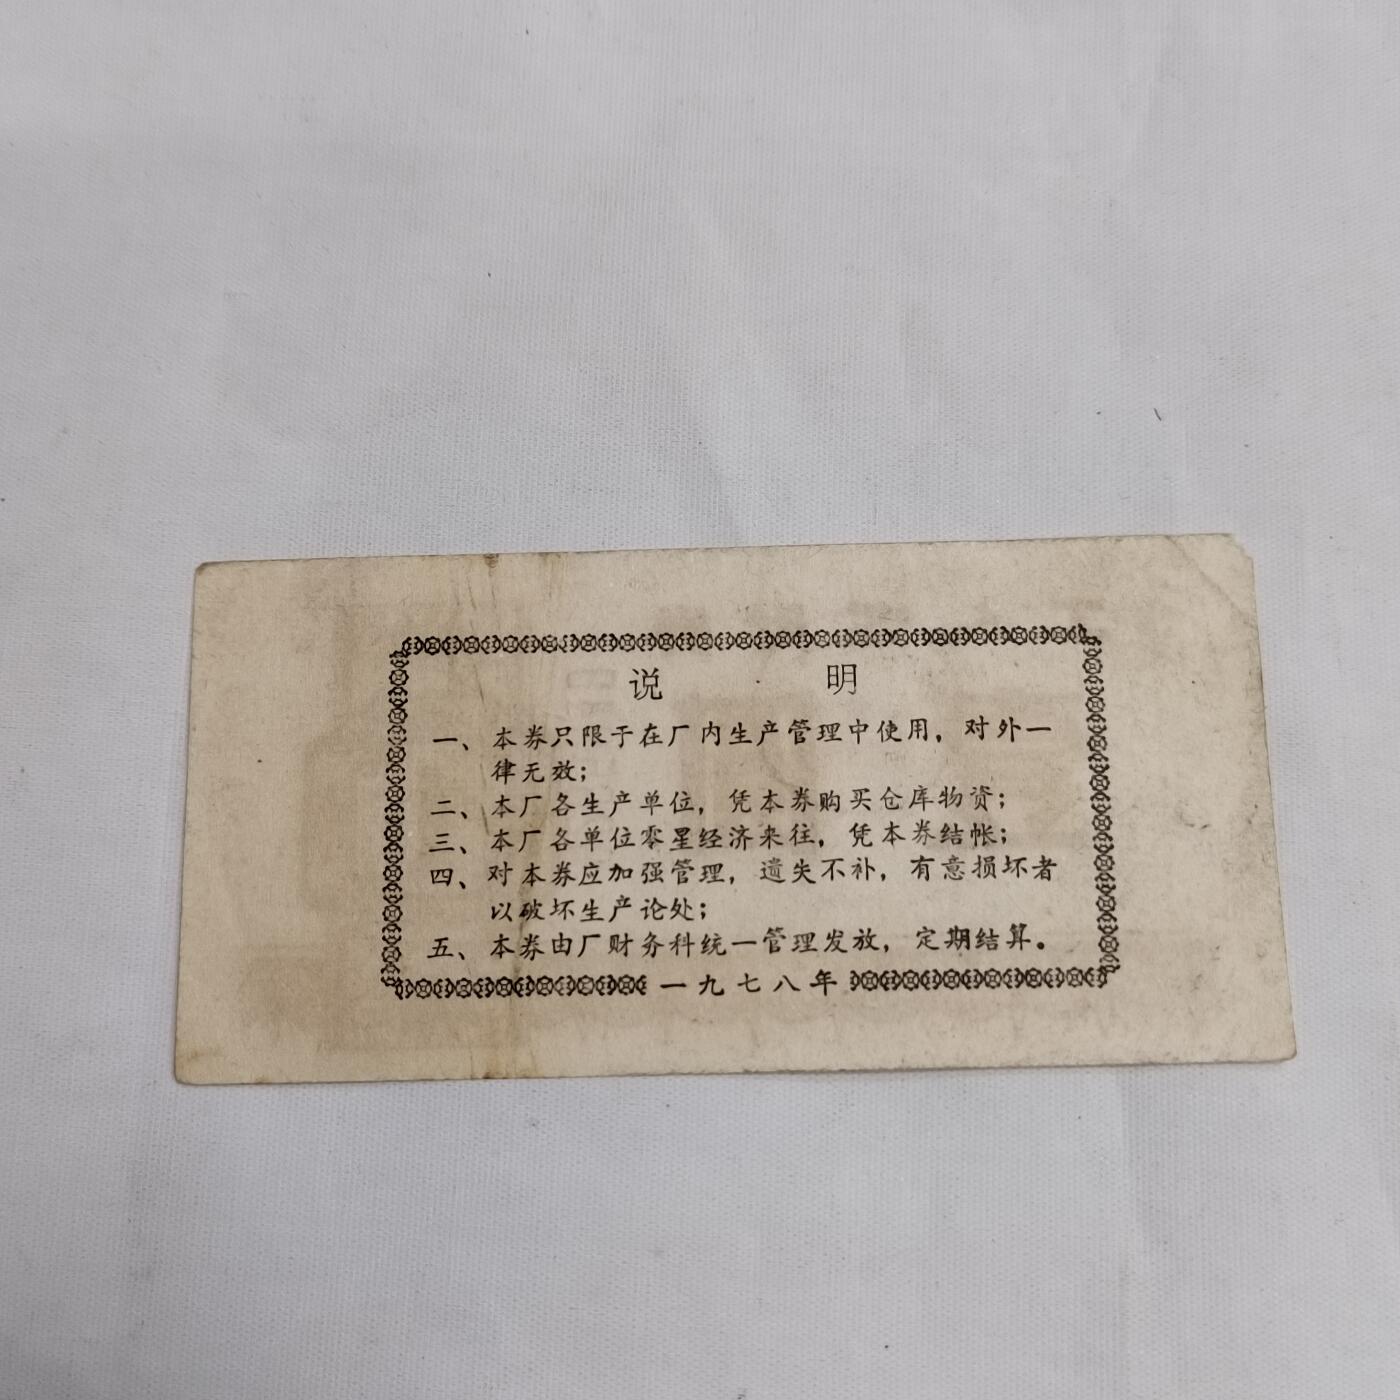 说 明
一、本券只限于在厂内生产管理中使用，对外一
律无效；
二、本厂各生产单位，凭本券购买仓库物资；
三、本厂各单位零星经济来往，凭本券结帐；
四、对本券应加强管理，遗失不补，有意损坏者
以破坏生产论处；
五、本券由厂财务科统一管理发放，定期结算。
一九七八年